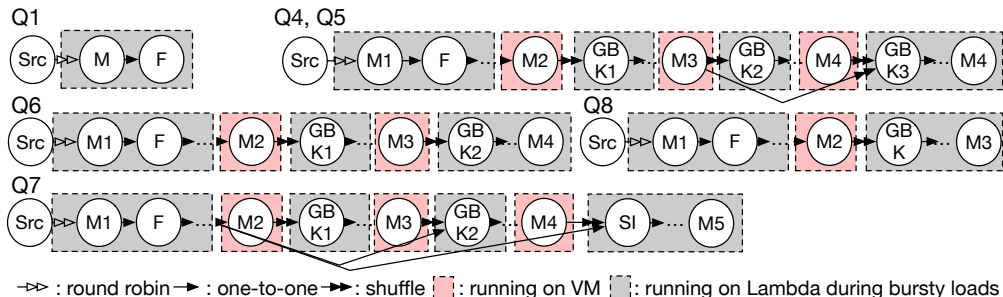 Q1
Src M F
Q4, Q5
Src M1 F ... M2 GB K1 ... M3 GB K2 ... M4 GB K3 ... M4
Q6
Src M1 F ... M2 GB K1 ... M3 GB K2 ... M4
Q8
Src M1 F ... M2 GB K ... M3
Q7
Src M1 F ... M2 GB K1 ... M3 GB K2 ... M4 SI ... M5
: round robin : one-to-one : shuffle : running on VM : running on Lambda during bursty loads